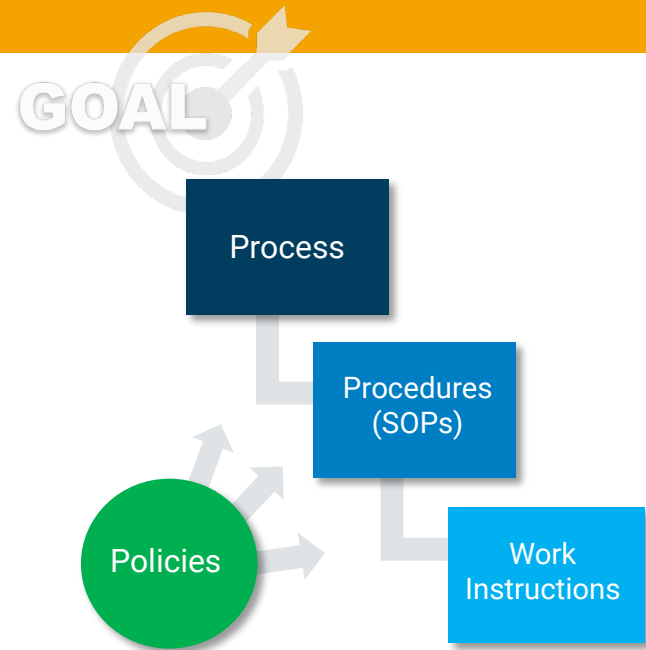 GOAL
Process
Procedures
(SOPs)
Policies
Work
Instructions